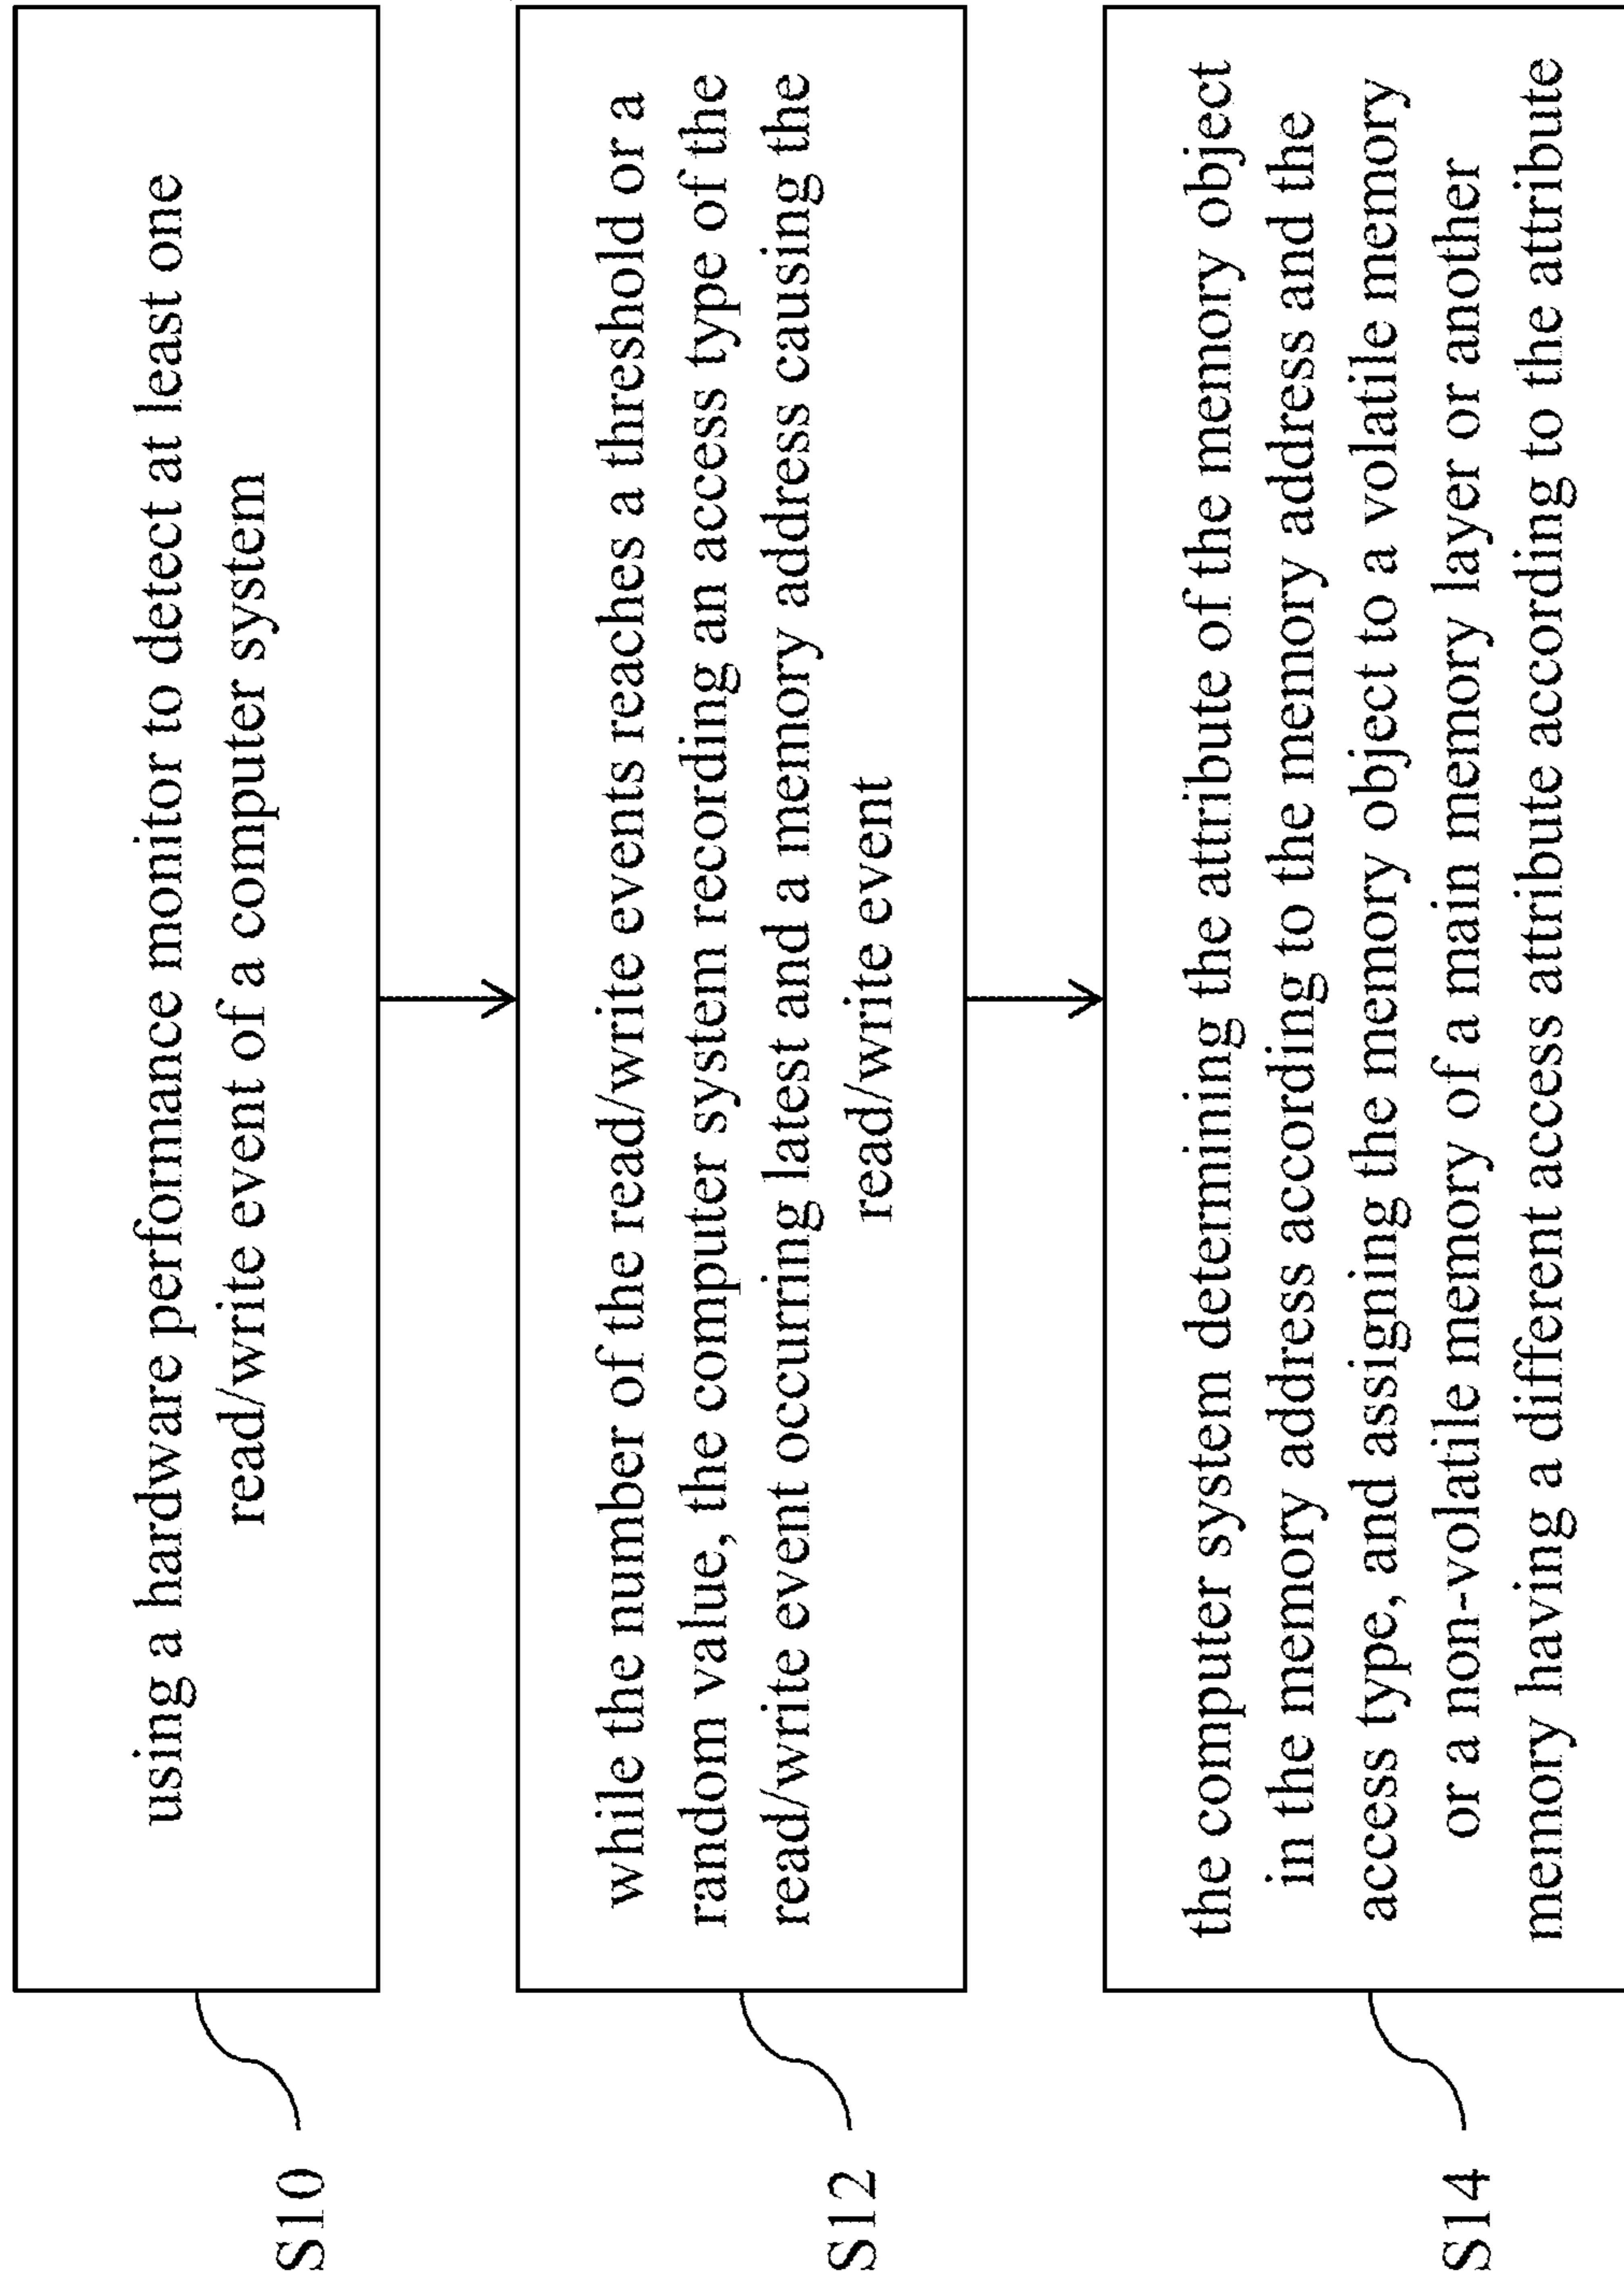 using a hardware performance monitor to detect at least one
read/write event of a computer system
S10
while the number of the read/write events reaches a threshold or a
random value, the computer system recording an access type of the
read/write event occurring latest and a memory address causing the
read/write event
S12
the computer system determining the attribute of the memory object
in the memory address according to the memory address and the
access type, and assigning the memory object to a volatile memory
or a non-volatile memory of a main memory layer or another
memory having a different access attribute according to the attribute
S14